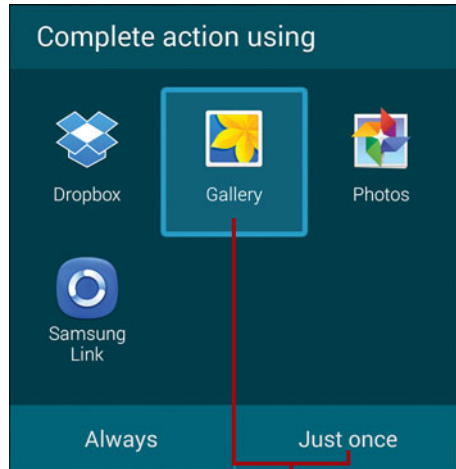 Complete action using
Dropbox
Gallery
Photos
Samsung
Link
Always
Just once